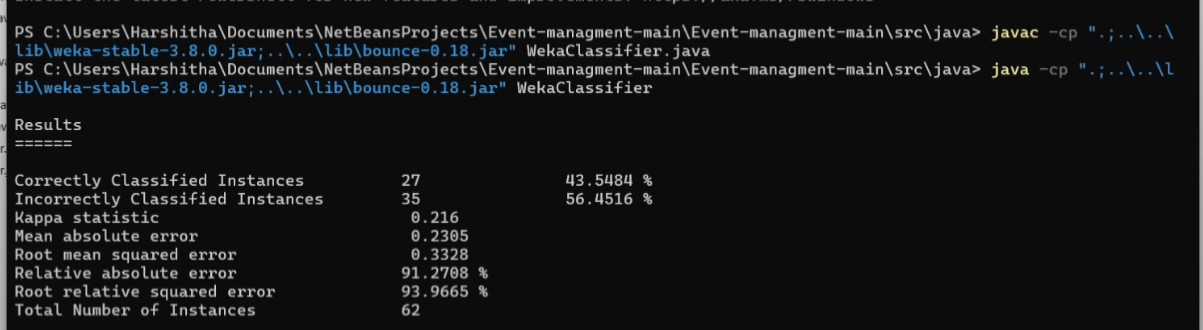 PS C:\Users\Harshitha\Documents\NetBeansProjects\Event-managment-main\Event-managment-main\src\java> javac -cp ".;..\..\
lib\weka-stable-3.8.0.jar;..\..\lib\bounce-0.18.jar" WekaClassifier.java
PS C:\Users\Harshitha\Documents\NetBeansProjects\Event-managment-main\Event-managment-main\src\java> java -cp ".;..\..\l
ib\weka-stable-3.8.0.jar;..\..\lib\bounce-0.18.jar" WekaClassifier
Results
======
Correctly Classified Instances 27 43.5484 %
Incorrectly Classified Instances 35 56.4516 %
Kappa statistic 0.216
Mean absolute error 0.2305
Root mean squared error 0.3328
Relative absolute error 91.2708 %
Root relative squared error 93.9665 %
Total Number of Instances 62